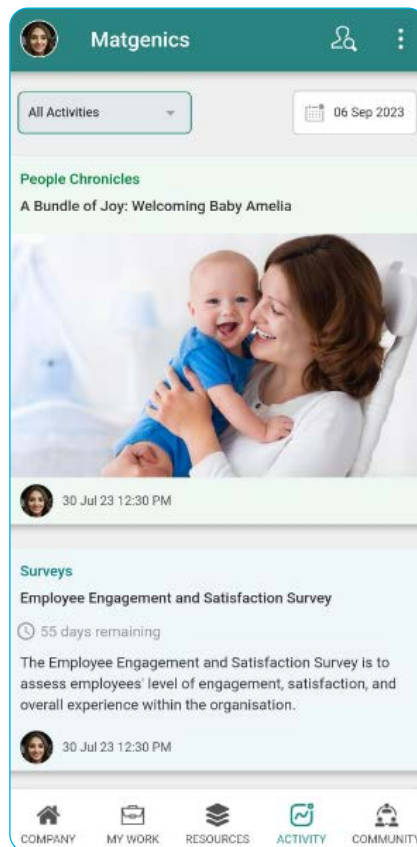 Matgenics
All Activities
06 Sep 2023
People Chronicles
A Bundle of Joy: Welcoming Baby Amelia
30 Jul 23 12:30 PM
Surveys
Employee Engagement and Satisfaction Survey
55 days remaining
The Employee Engagement and Satisfaction Survey is to
assess employees' level of engagement, satisfaction, and
overall experience within the organisation.
30 Jul 23 12:30 PM
COMPANY MY WORK RESOURCES ACTIVITY COMMUNITY